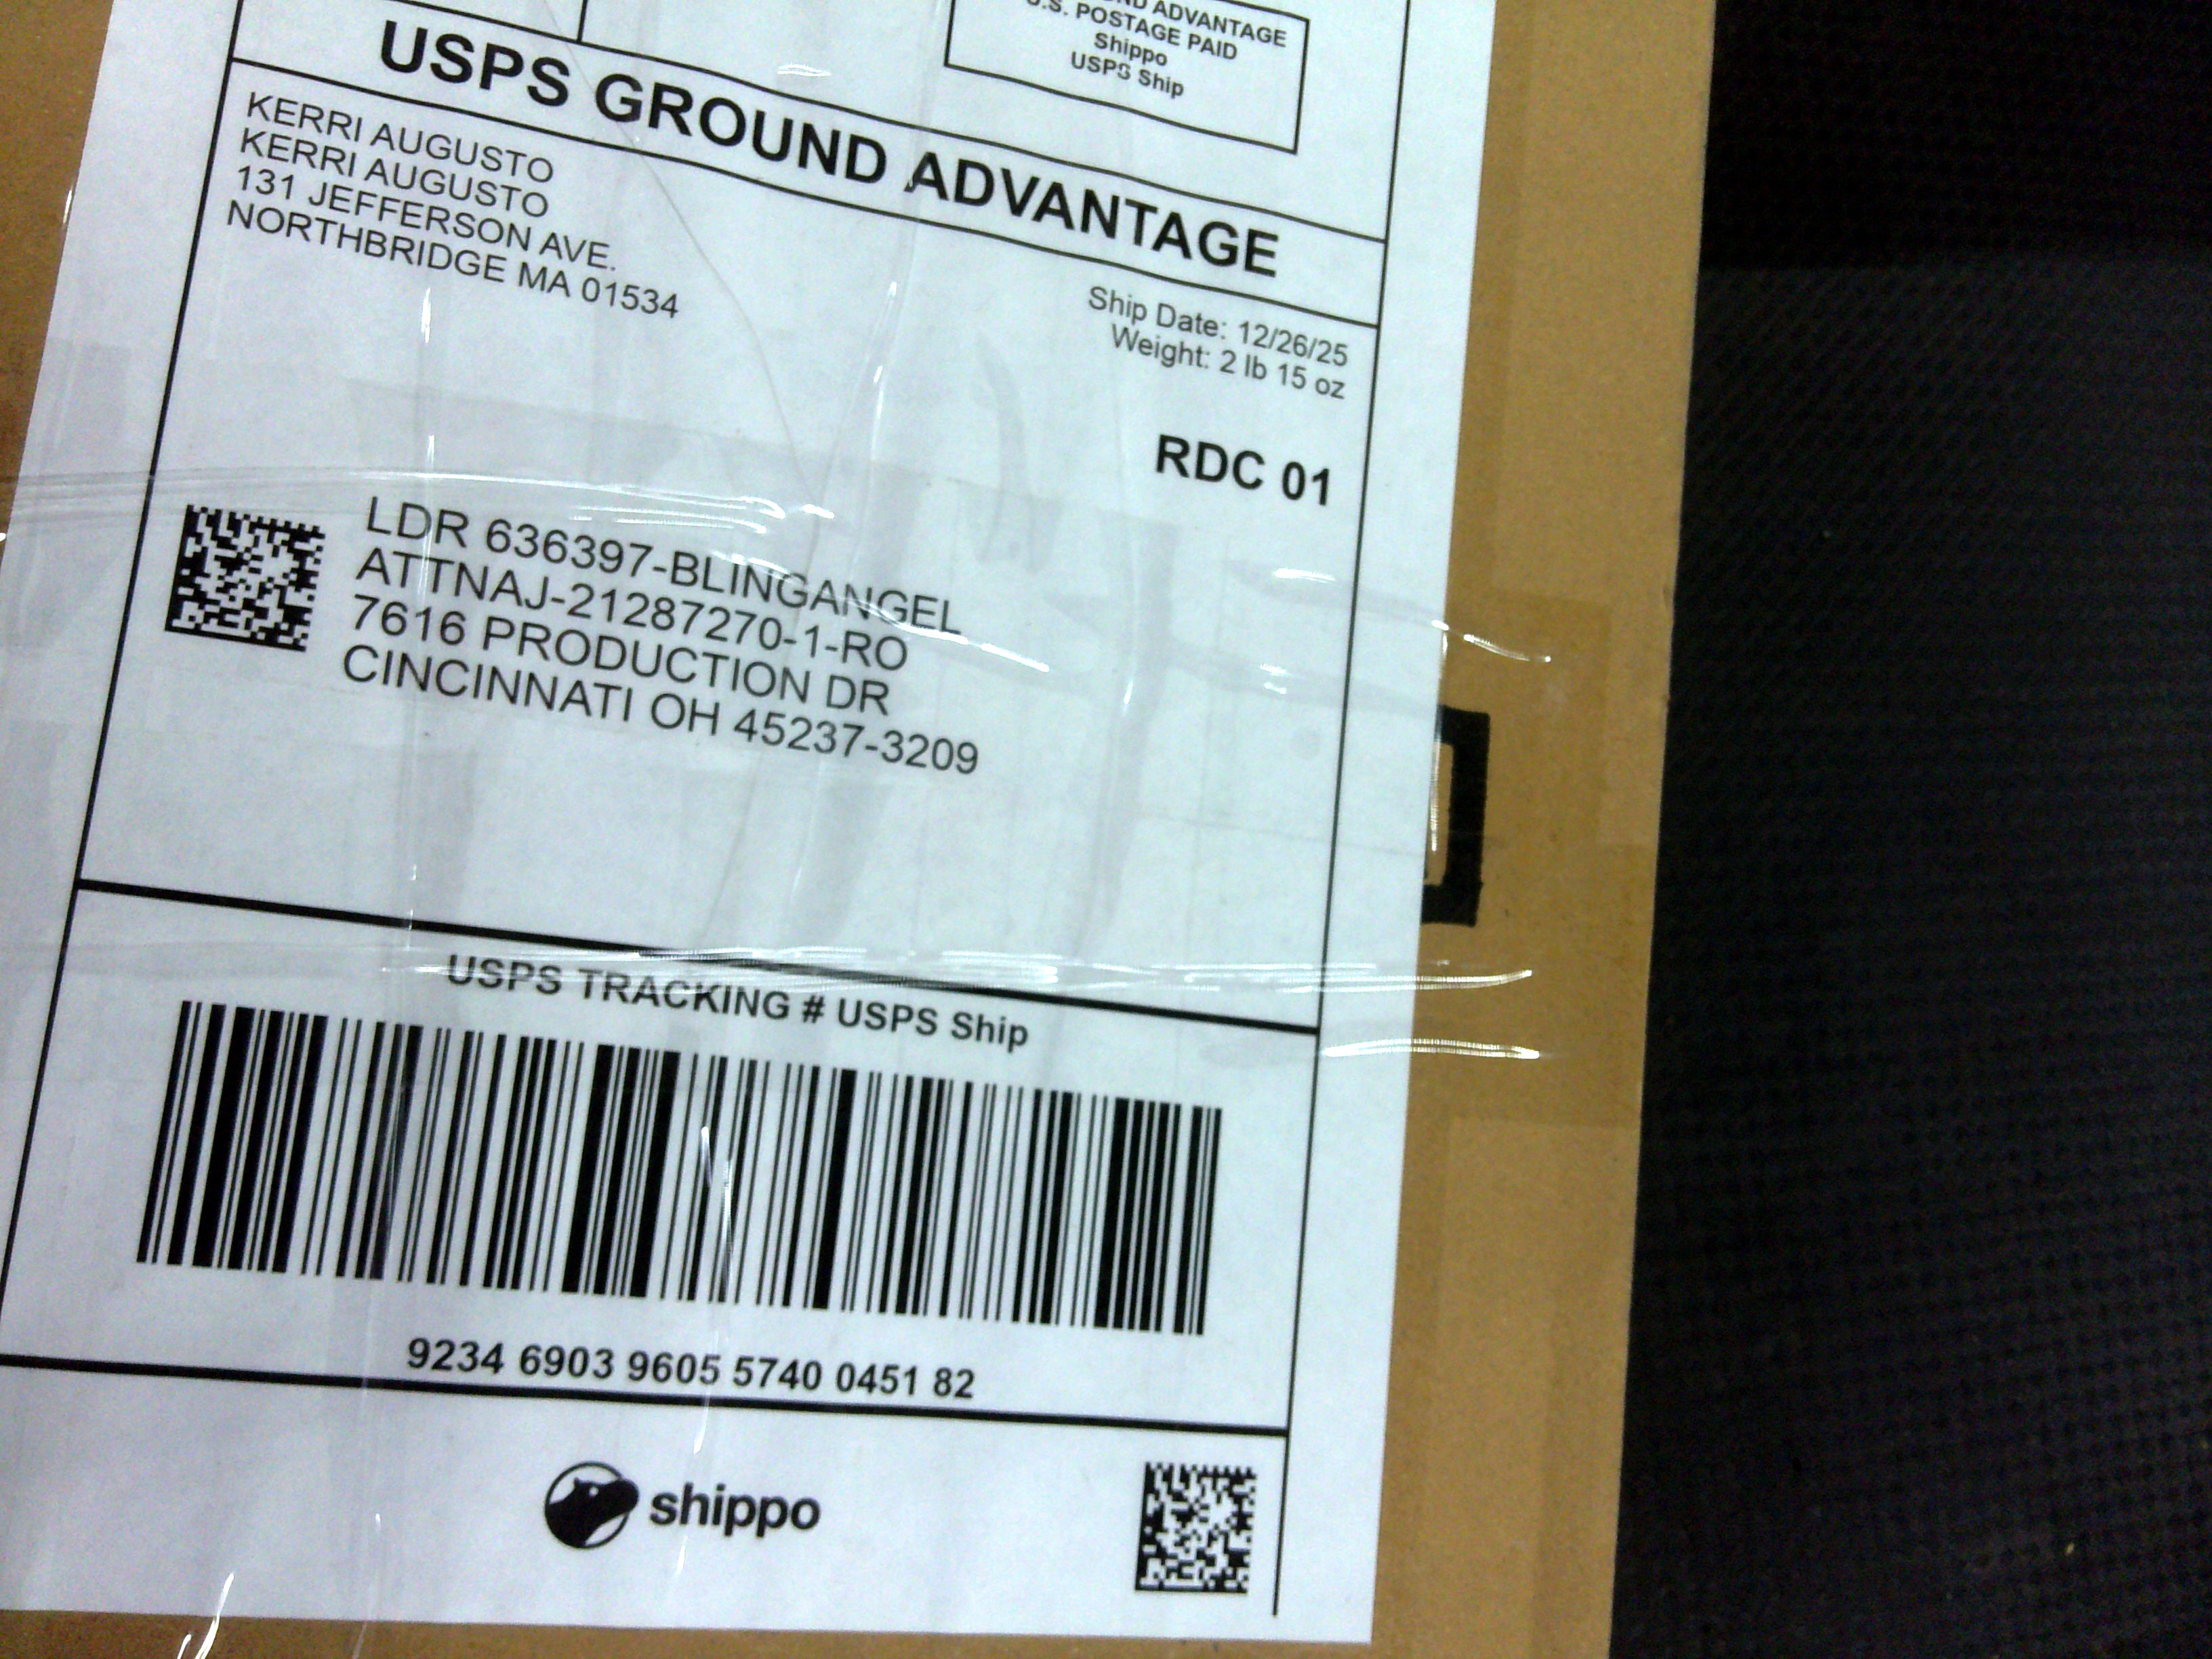 ND ADVANTAGE
U.S. POSTAGE PAID
Shippo
USPS Ship
USPS GROUND ADVANTAGE
KERRI AUGUSTO
KERRI AUGUSTO
131 JEFFERSON AVE.
NORTHBRIDGE MA 01534
Ship Date: 12/26/25
Weight: 2 lb 15 oz
RDC 01
LDR 636397-BLINGANGEL
ATTNAJ-21287270-1-RO
7616 PRODUCTION DR
CINCINNATI OH 45237-3209
USPS TRACKING # USPS Ship
9234 6903 9605 5740 0451 82
shippo